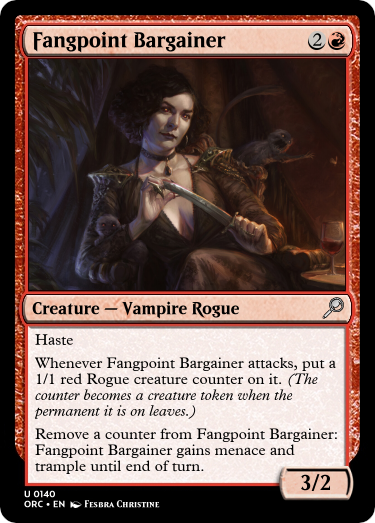 Fangpoint Bargainer 2
Creature — Vampire Rogue
Haste
Whenever Fangpoint Bargainer attacks, put a
1/1 red Rogue creature counter on it. (The
counter becomes a creature token when the
permanent it is on leaves.)
Remove a counter from Fangpoint Bargainer:
Fangpoint Bargainer gains menace and
trample until end of turn.
3/2
U 0140
ORC • EN Fesbra Christine